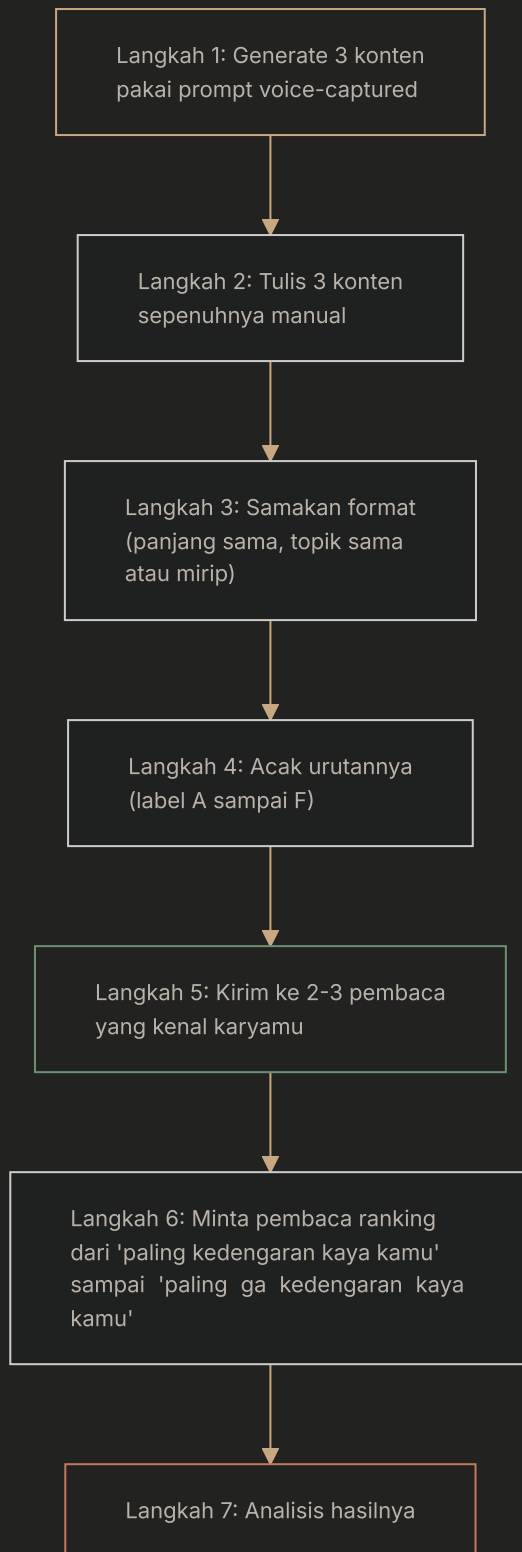 Langkah 1: Generate 3 konten
pakai prompt voice-captured
Langkah 2: Tulis 3 konten
sepenuhnya manual
Langkah 3: Samakan format
(panjang sama, topik sama
atau mirip)
Langkah 4: Acak urutannya
(label A sampai F)
Langkah 5: Kirim ke 2-3 pembaca
yang kenal karyamu
Langkah 6: Minta pembaca ranking
dari 'paling kedengaran kaya kamu'
sampai 'paling ga kedengaran kaya
kamu'
Langkah 7: Analisis hasilnya